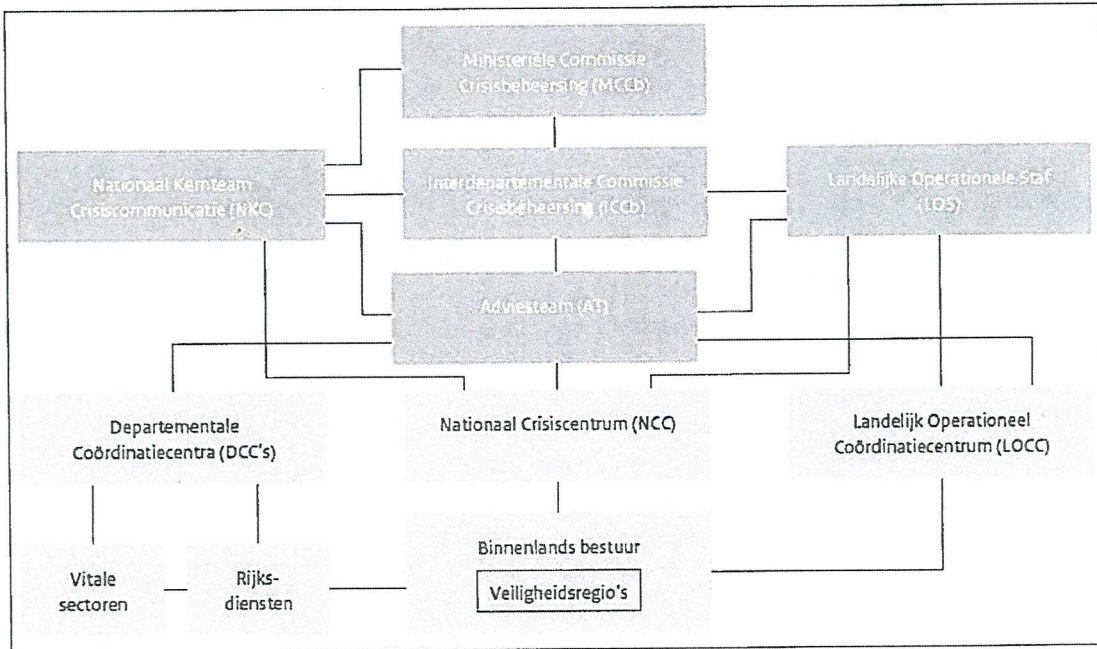 Ministeriële Commissie
Crisisbeheersing (MCCb)
Nationaal Kernteam
Crisiscommunicatie (NKC)
Interdepartementale Commissie
Crisisbeheersing (ICCb)
Landelijke Operationele Staf
(LOS)
Adviesteam (AT)
Departementale
Coördinatiecentra (DCC's)
Nationaal Crisiscentrum (NCC)
Landelijk Operationeel
Coördinatiecentrum (LOCC)
Vitale
sectoren
Rijks-
diensten
Binnenlands bestuur
Veiligheidsregio's